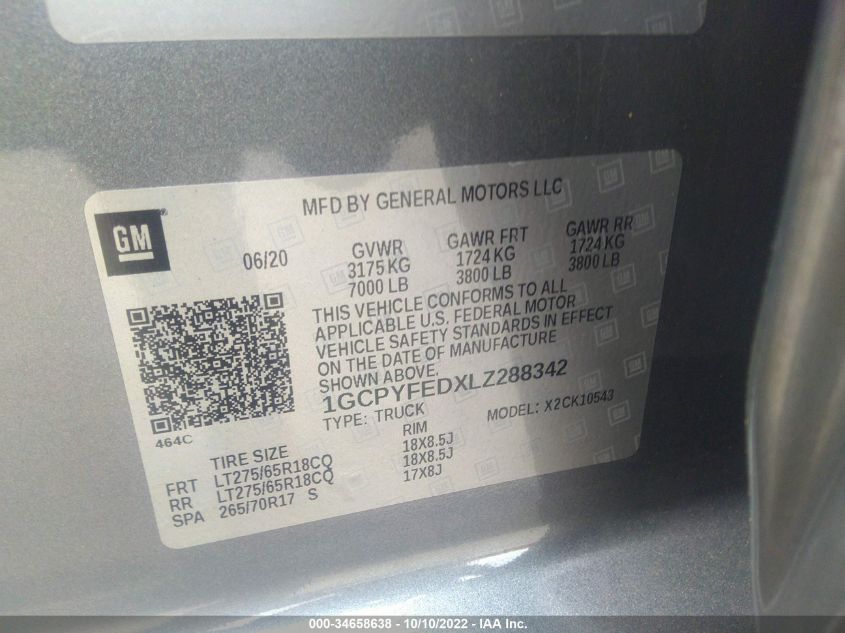 GM
MFD BY GENERAL MOTORS LLC
06/20
GVWR GAWR FRT GAWR RR
3175 KG 1724 KG 1724 KG
7000 LB 3800 LB 3800 LB
THIS VEHICLE CONFORMS TO ALL
APPLICABLE U.S. FEDERAL MOTOR
VEHICLE SAFETY STANDARDS IN EFFECT
ON THE DATE OF MANUFACTURE
SHOWN ABOVE.
1GCPYFEDXLZ288342
TYPE: TRUCK MODEL: X2CK10543
464C
TIRE SIZE RIM
FRT LT275/65R18CQ 18X8.5J
RR LT275/65R18CQ 18X8.5J
SPA 265/70R17 S 17X8J
000-34658638 - 10/10/2022 - IAA Inc.